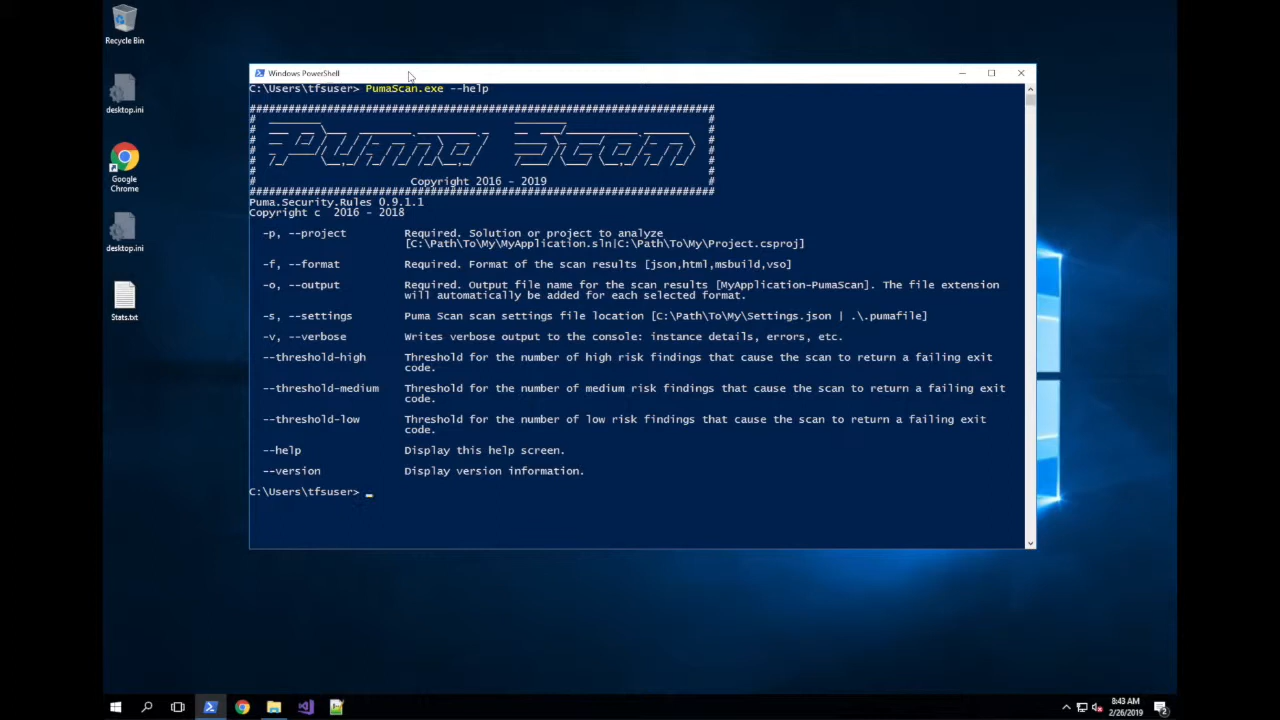 Recycle Bin
desktop.ini
Google
Chrome
desktop.ini
Stats.txt
Windows PowerShell
C:\Users\tfsuser> PumaScan.exe --help
#######################################################################
Puma Scan
Copyright 2016 - 2019
#######################################################################
Puma.Security.Rules 0.9.1.1
Copyright c 2016 - 2018
-p, --project Required. Solution or project to analyze
[C:\Path\To\My\MyApplication.sln|C:\Path\To\My\Project.csproj]
-f, --format Required. Format of the scan results [json,html,msbuild,vso]
-o, --output Required. Output file name for the scan results [MyApplication-PumaScan]. The file extension
will automatically be added for each selected format.
-s, --settings Puma Scan scan settings file location [C:\Path\To\My\Settings.json | .\.pumafile]
-v, --verbose Writes verbose output to the console: instance details, errors, etc.
--threshold-high Threshold for the number of high risk findings that cause the scan to return a failing exit
code.
--threshold-medium Threshold for the number of medium risk findings that cause the scan to return a failing exit
code.
--threshold-low Threshold for the number of low risk findings that cause the scan to return a failing exit
code.
--help Display this help screen.
--version Display version information.
C:\Users\tfsuser> _
8:43 AM
2/26/2019
2